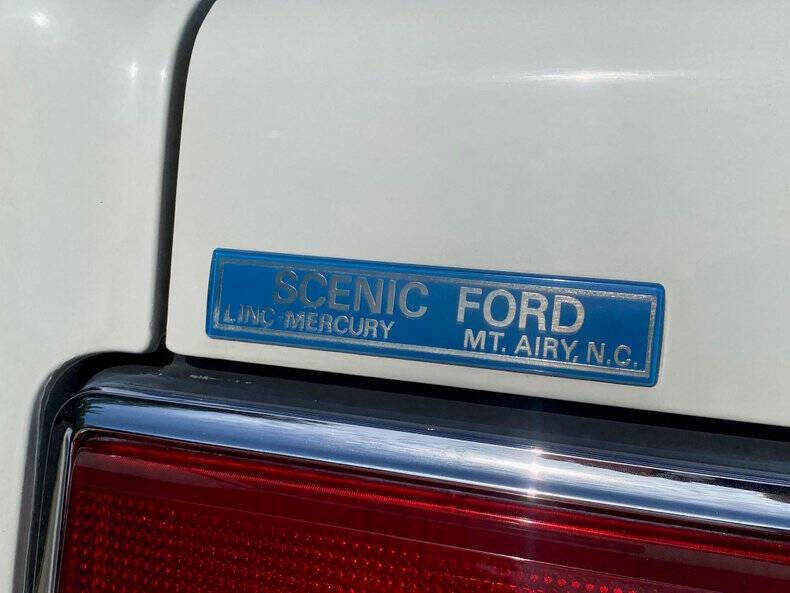 SCENIC FORD
LINC-MERCURY MT. AIRY, N.C.